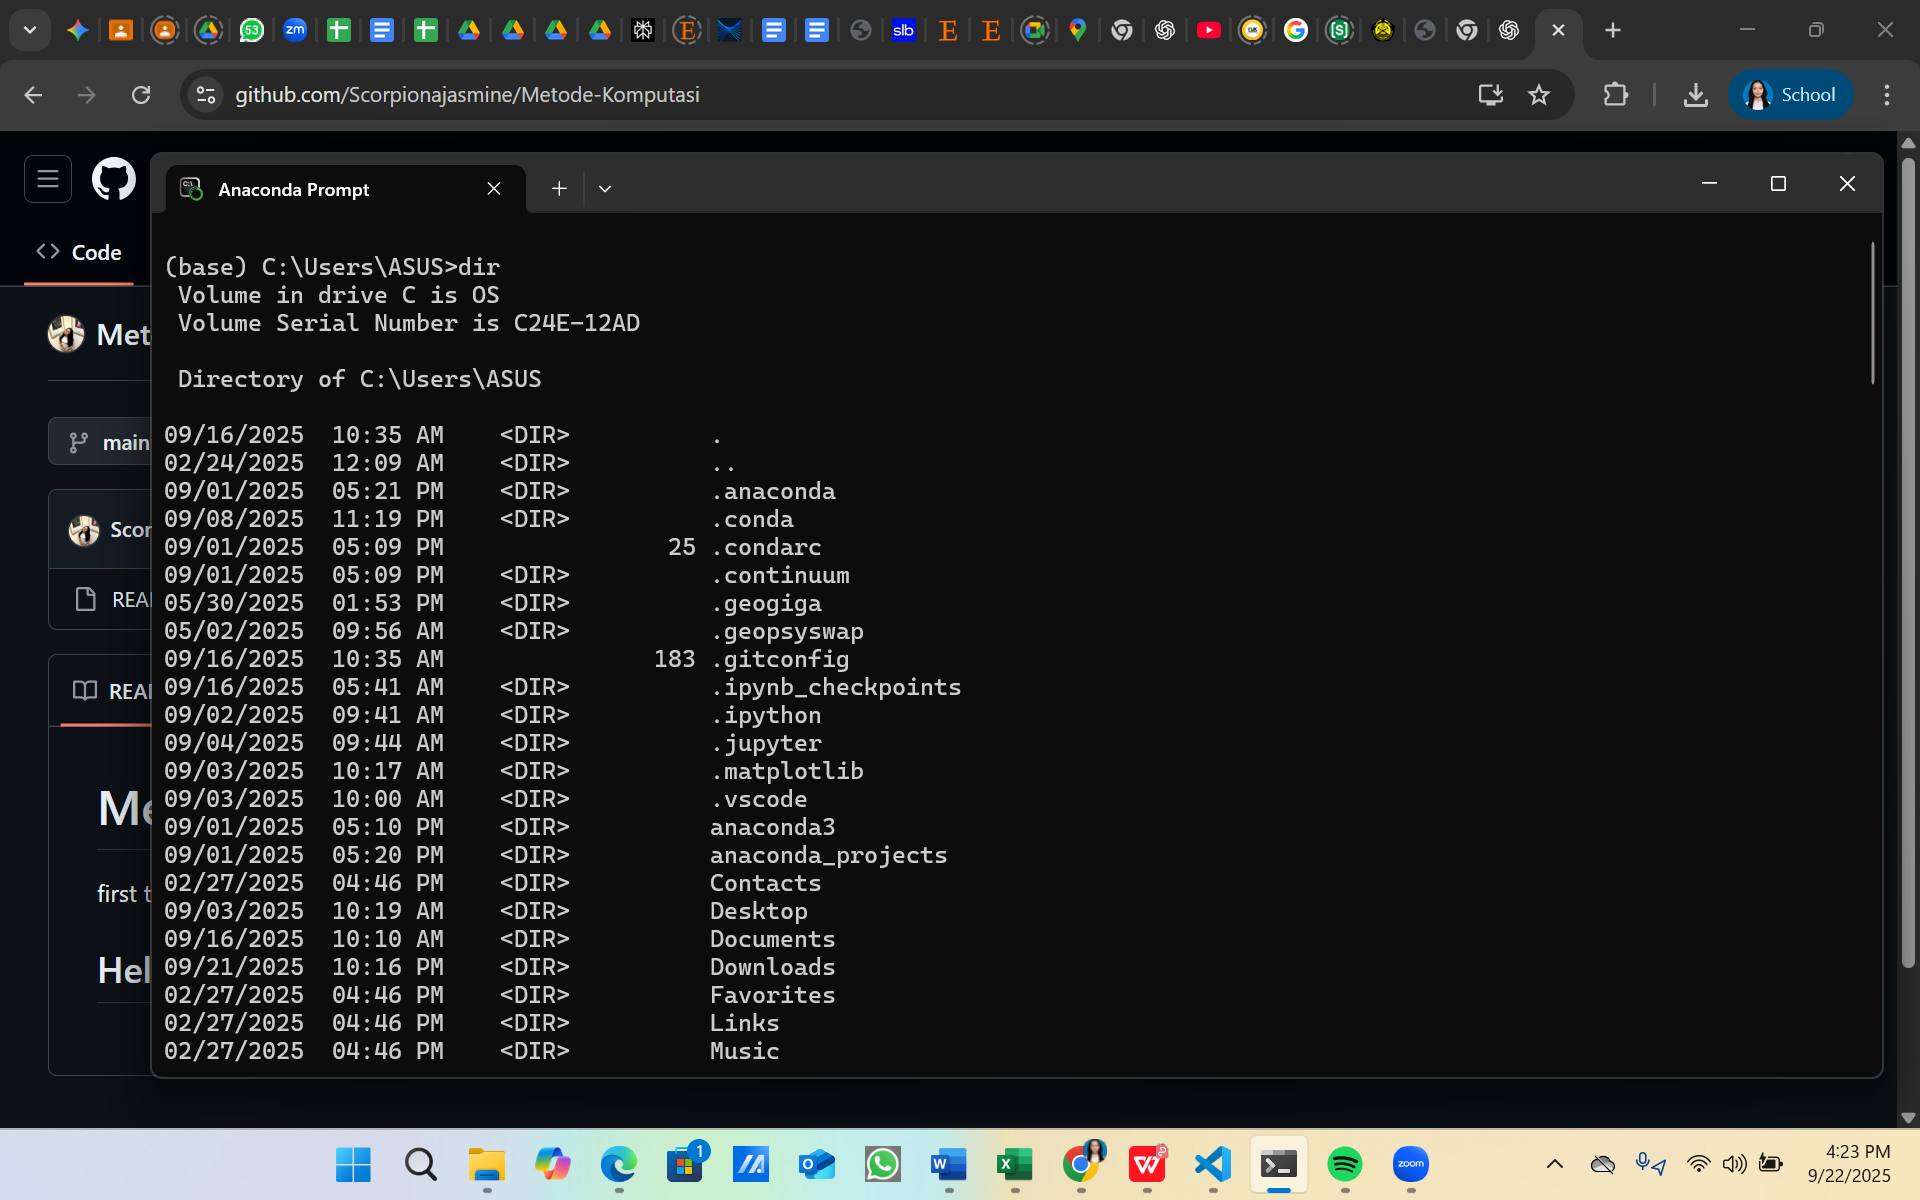 53
zm
slb
E
E
github.com/Scorpionajasmine/Metode-Komputasi
School
Anaconda Prompt
Code
(base) C:\Users\ASUS>dir
Volume in drive C is OS
Volume Serial Number is C24E-12AD
Met
Directory of C:\Users\ASUS
main
09/16/2025 10:35 AM <DIR> .
02/24/2025 12:09 AM <DIR> ..
09/01/2025 05:21 PM <DIR> .anaconda
09/08/2025 11:19 PM <DIR> .conda
Scor
09/01/2025 05:09 PM 25 .condarc
09/01/2025 05:09 PM <DIR> .continuum
REA
05/30/2025 01:53 PM <DIR> .geogiga
05/02/2025 09:56 AM <DIR> .geopsyswap
09/16/2025 10:35 AM 183 .gitconfig
09/16/2025 05:41 AM <DIR> .ipynb_checkpoints
REA
09/02/2025 09:41 AM <DIR> .ipython
09/04/2025 09:44 AM <DIR> .jupyter
09/03/2025 10:17 AM <DIR> .matplotlib
09/03/2025 10:00 AM <DIR> .vscode
Me
09/01/2025 05:10 PM <DIR> anaconda3
09/01/2025 05:20 PM <DIR> anaconda_projects
02/27/2025 04:46 PM <DIR> Contacts
first t
09/03/2025 10:19 AM <DIR> Desktop
09/16/2025 10:10 AM <DIR> Documents
09/21/2025 10:16 PM <DIR> Downloads
Hel
02/27/2025 04:46 PM <DIR> Favorites
02/27/2025 04:46 PM <DIR> Links
02/27/2025 04:46 PM <DIR> Music
1
zoom
4:23 PM
9/22/2025